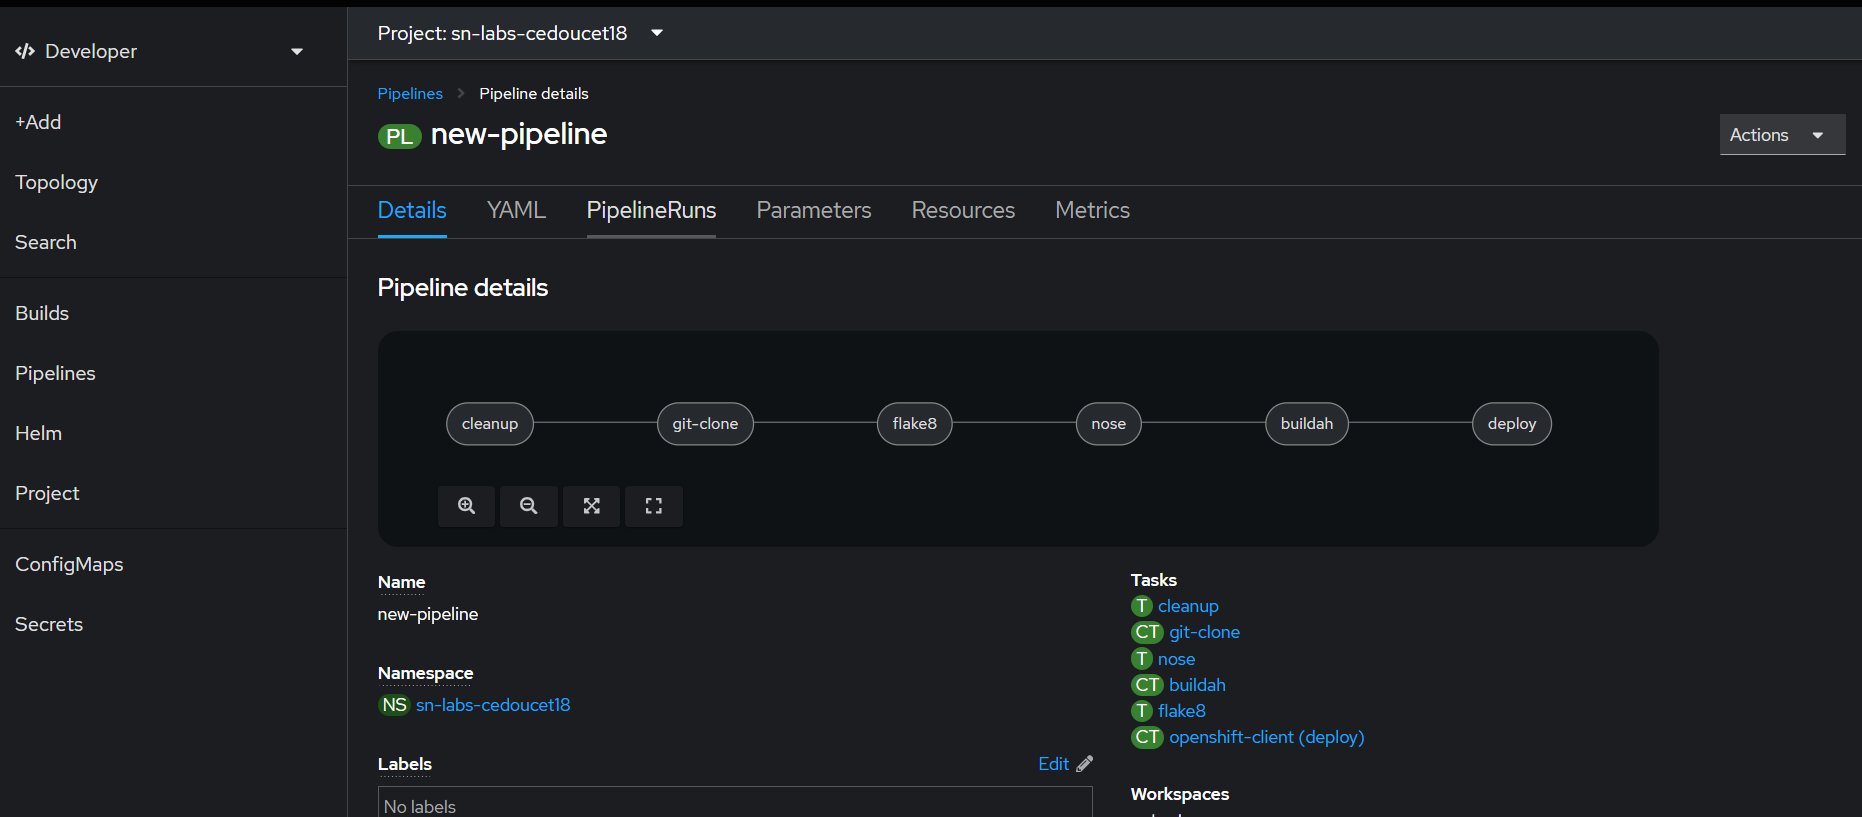 Developer
+Add
Topology
Search
Builds
Pipelines
Helm
Project
ConfigMaps
Secrets
Project: sn-labs-cedoucet18
Pipelines > Pipeline details
PL new-pipeline
Actions
Details YAML PipelineRuns Parameters Resources Metrics
Pipeline details
cleanup git-clone flake8 nose buildah deploy
Name
new-pipeline
Namespace
NS sn-labs-cedoucet18
Labels Edit
No labels
Tasks
T cleanup
CT git-clone
T nose
CT buildah
T flake8
CT openshift-client (deploy)
Workspaces